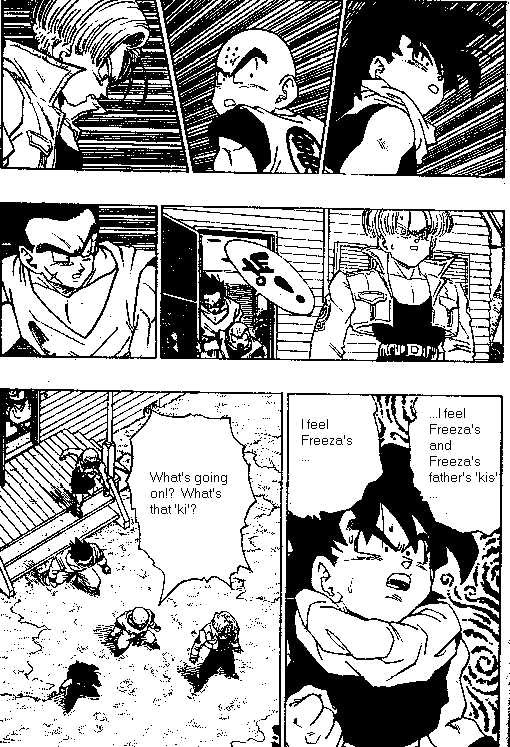 What's going
on!? What's
that 'ki'?
I feel
Freeza's
...
...I feel
Freeza's
and
Freeza's
father's 'kis'
...